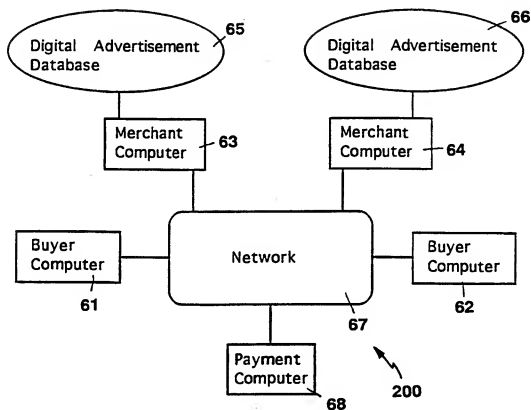 65
Digital Advertisement
Database
66
Digital Advertisement
Database
Merchant
Computer
63
Merchant
Computer
64
Buyer
Computer
61
Network
67
Buyer
Computer
62
Payment
Computer
68
200